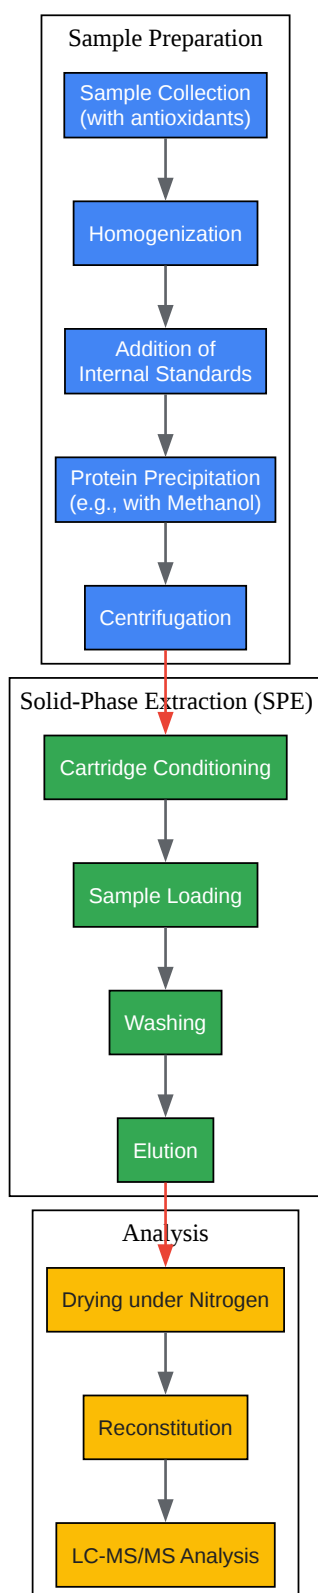 Sample Preparation
Sample Collection
(with antioxidants)
Homogenization
Addition of
Internal Standards
Protein Precipitation
(e.g., with Methanol)
Centrifugation
Solid-Phase Extraction (SPE)
Cartridge Conditioning
Sample Loading
Washing
Elution
Analysis
Drying under Nitrogen
Reconstitution
LC-MS/MS Analysis